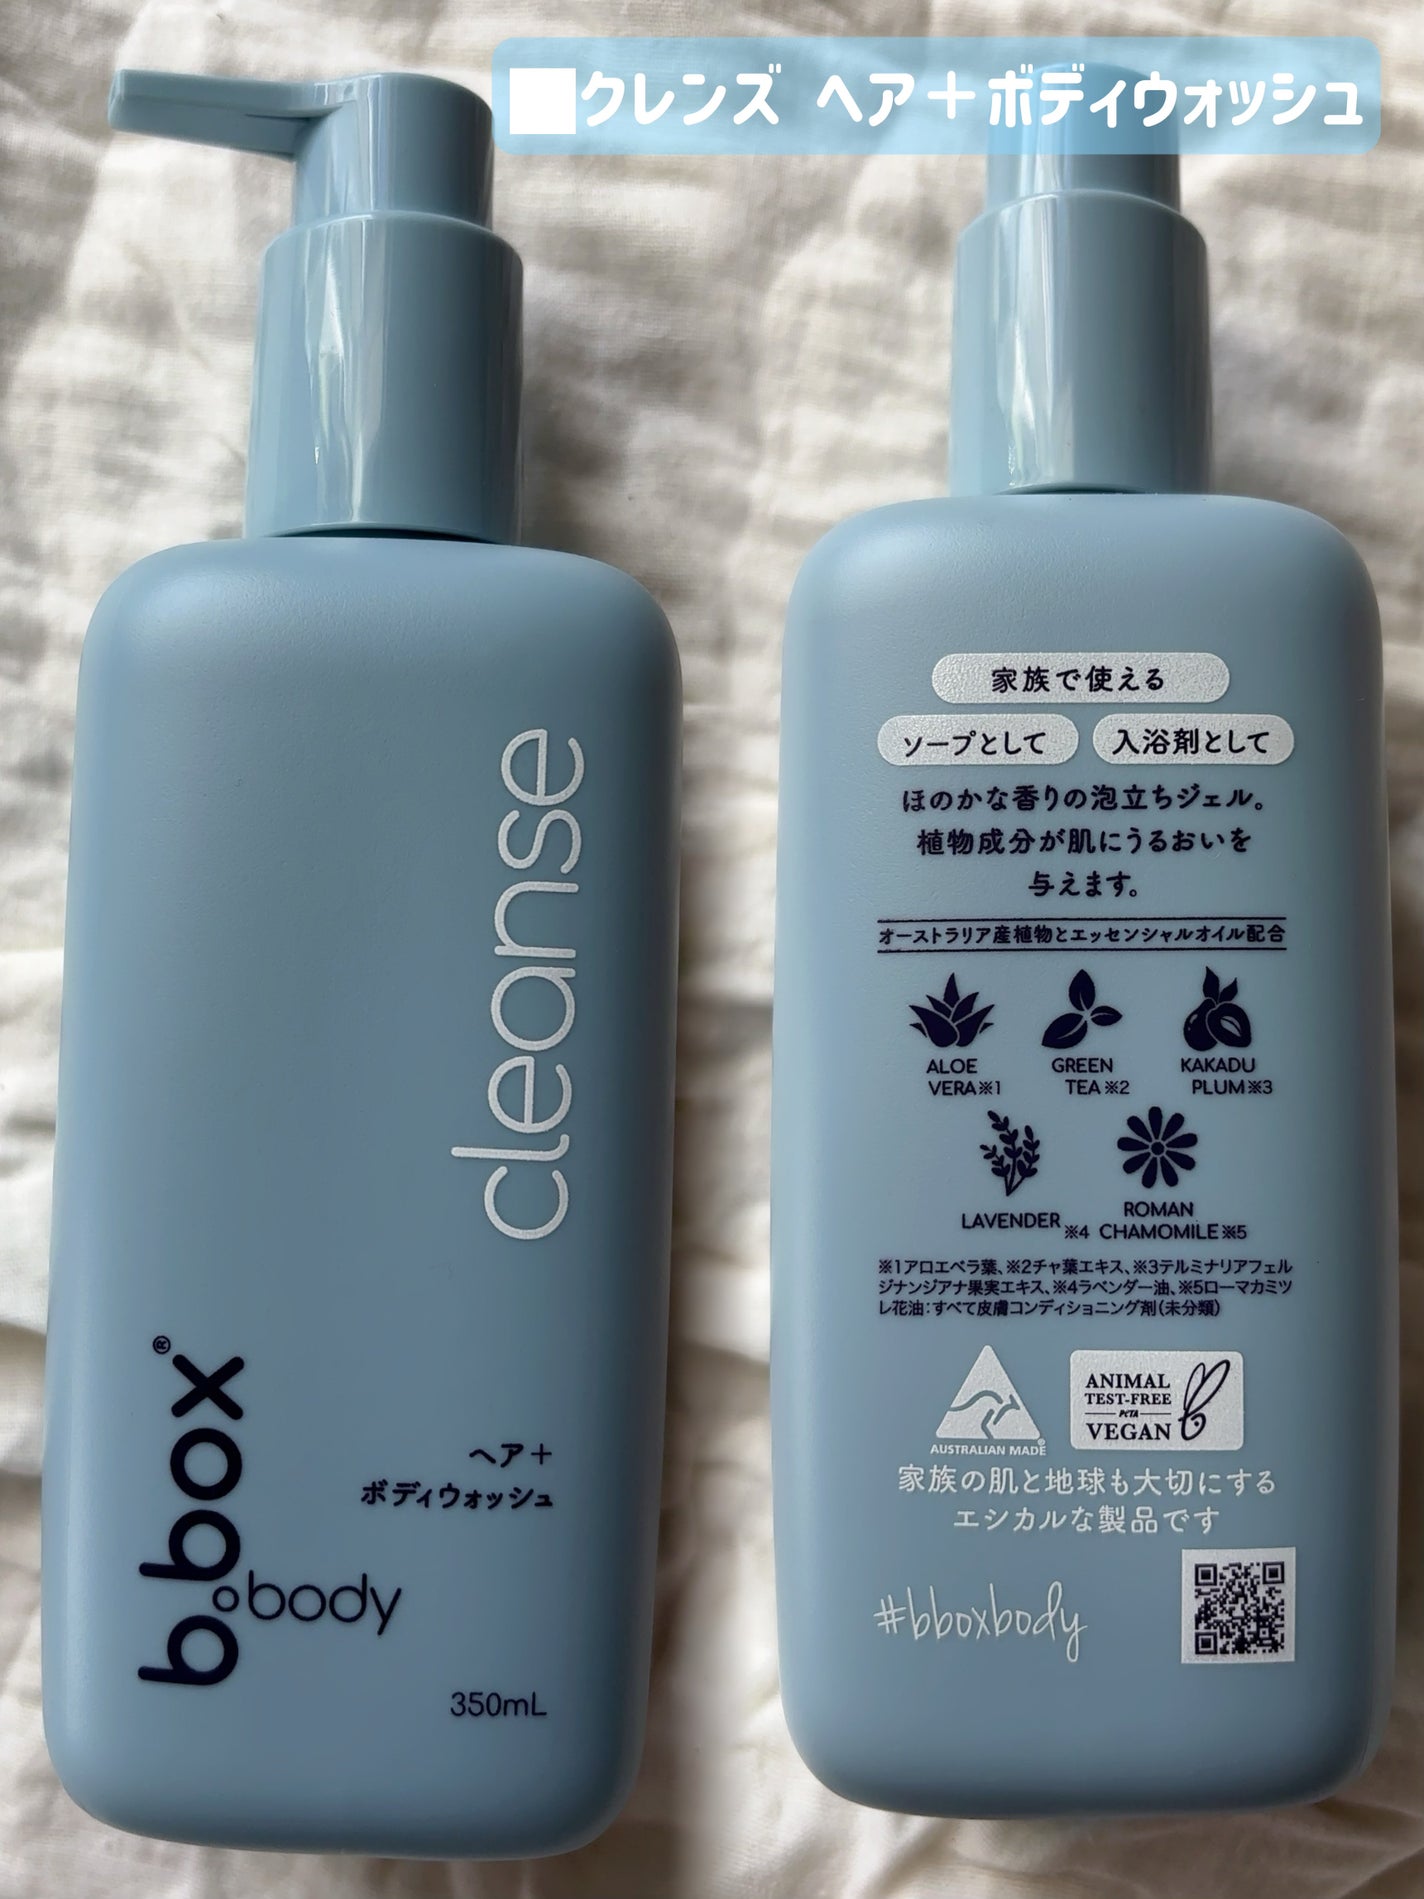 ■クレンズ ヘア＋ボディウォッシュ
cleanse
b.box®
body
ヘア＋
ボディウォッシュ
350mL
家族で使える
ソープとして
入浴剤として
ほのかな香りの泡立ちジェル。
植物成分が肌にうるおいを
与えます。
オーストラリア産植物とエッセンシャルオイル配合
ALOE
VERA※1
GREEN
TEA※2
KAKADU
PLUM※3
LAVENDER※4
ROMAN
CHAMOMILE※5
※1アロエベラ葉、※2チャ葉エキス、※3テルミナリアフェル
ジナンジアナ果実エキス、※4ラベンダー油、※5ローマカミツ
レ花油：すべて皮膚コンディショニング剤（未分類）
AUSTRALIAN MADE
ANIMAL
TEST-FREE
PETA
VEGAN
家族の肌と地球も大切にする
エシカルな製品です
#bboxbody